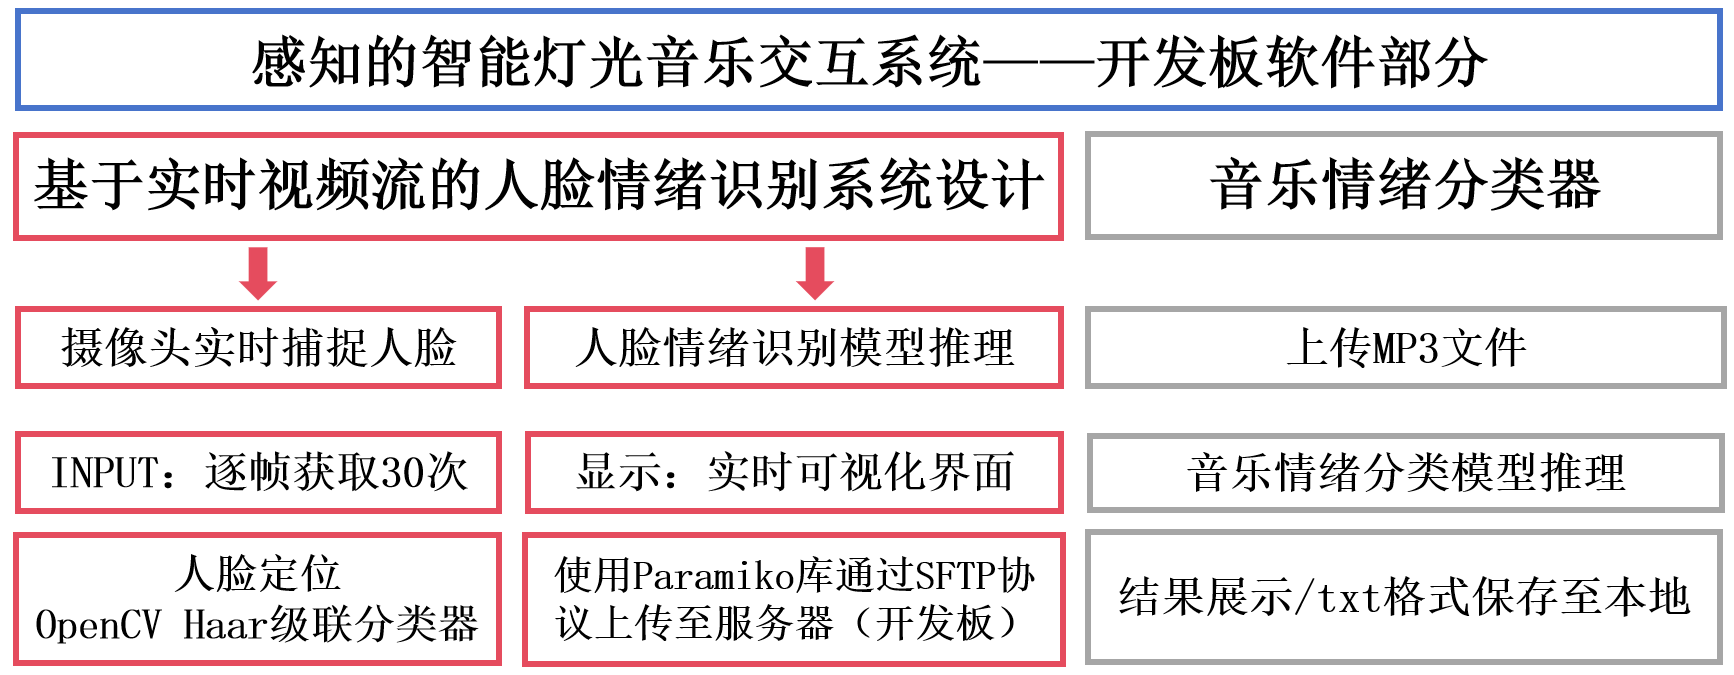 感知的智能灯光音乐交互系统——开发板软件部分
基于实时视频流的人脸情绪识别系统设计
音乐情绪分类器
摄像头实时捕捉人脸
人脸情绪识别模型推理
上传MP3文件
INPUT：逐帧获取30次
显示：实时可视化界面
音乐情绪分类模型推理
人脸定位
OpenCV Haar级联分类器
使用Paramiko库通过SFTP协
议上传至服务器（开发板）
结果展示/txt格式保存至本地